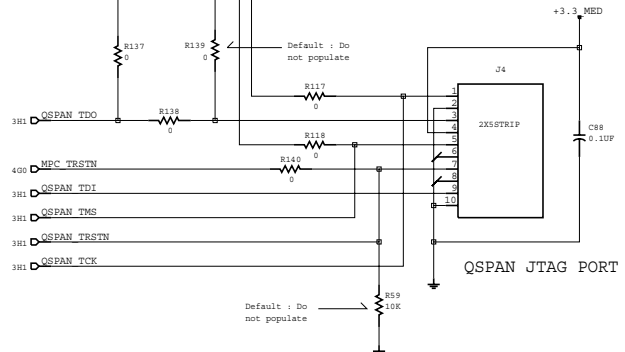 +3.3_MED
R137
0
R139
0
Default : Do
not populate
J4
R117
0
1
2
3
4
5
6
7
8
9
10
2X5STRIP
C88
0.1UF
3H1 QSPAN_TDO
R138
0
R118
0
4G0 MPC_TRSTN
R140
0
3H1 QSPAN_TDI
3H1 QSPAN_TMS
3H1 QSPAN_TRSTN
3H1 QSPAN_TCK
QSPAN JTAG PORT
Default : Do
not populate
R59
10K